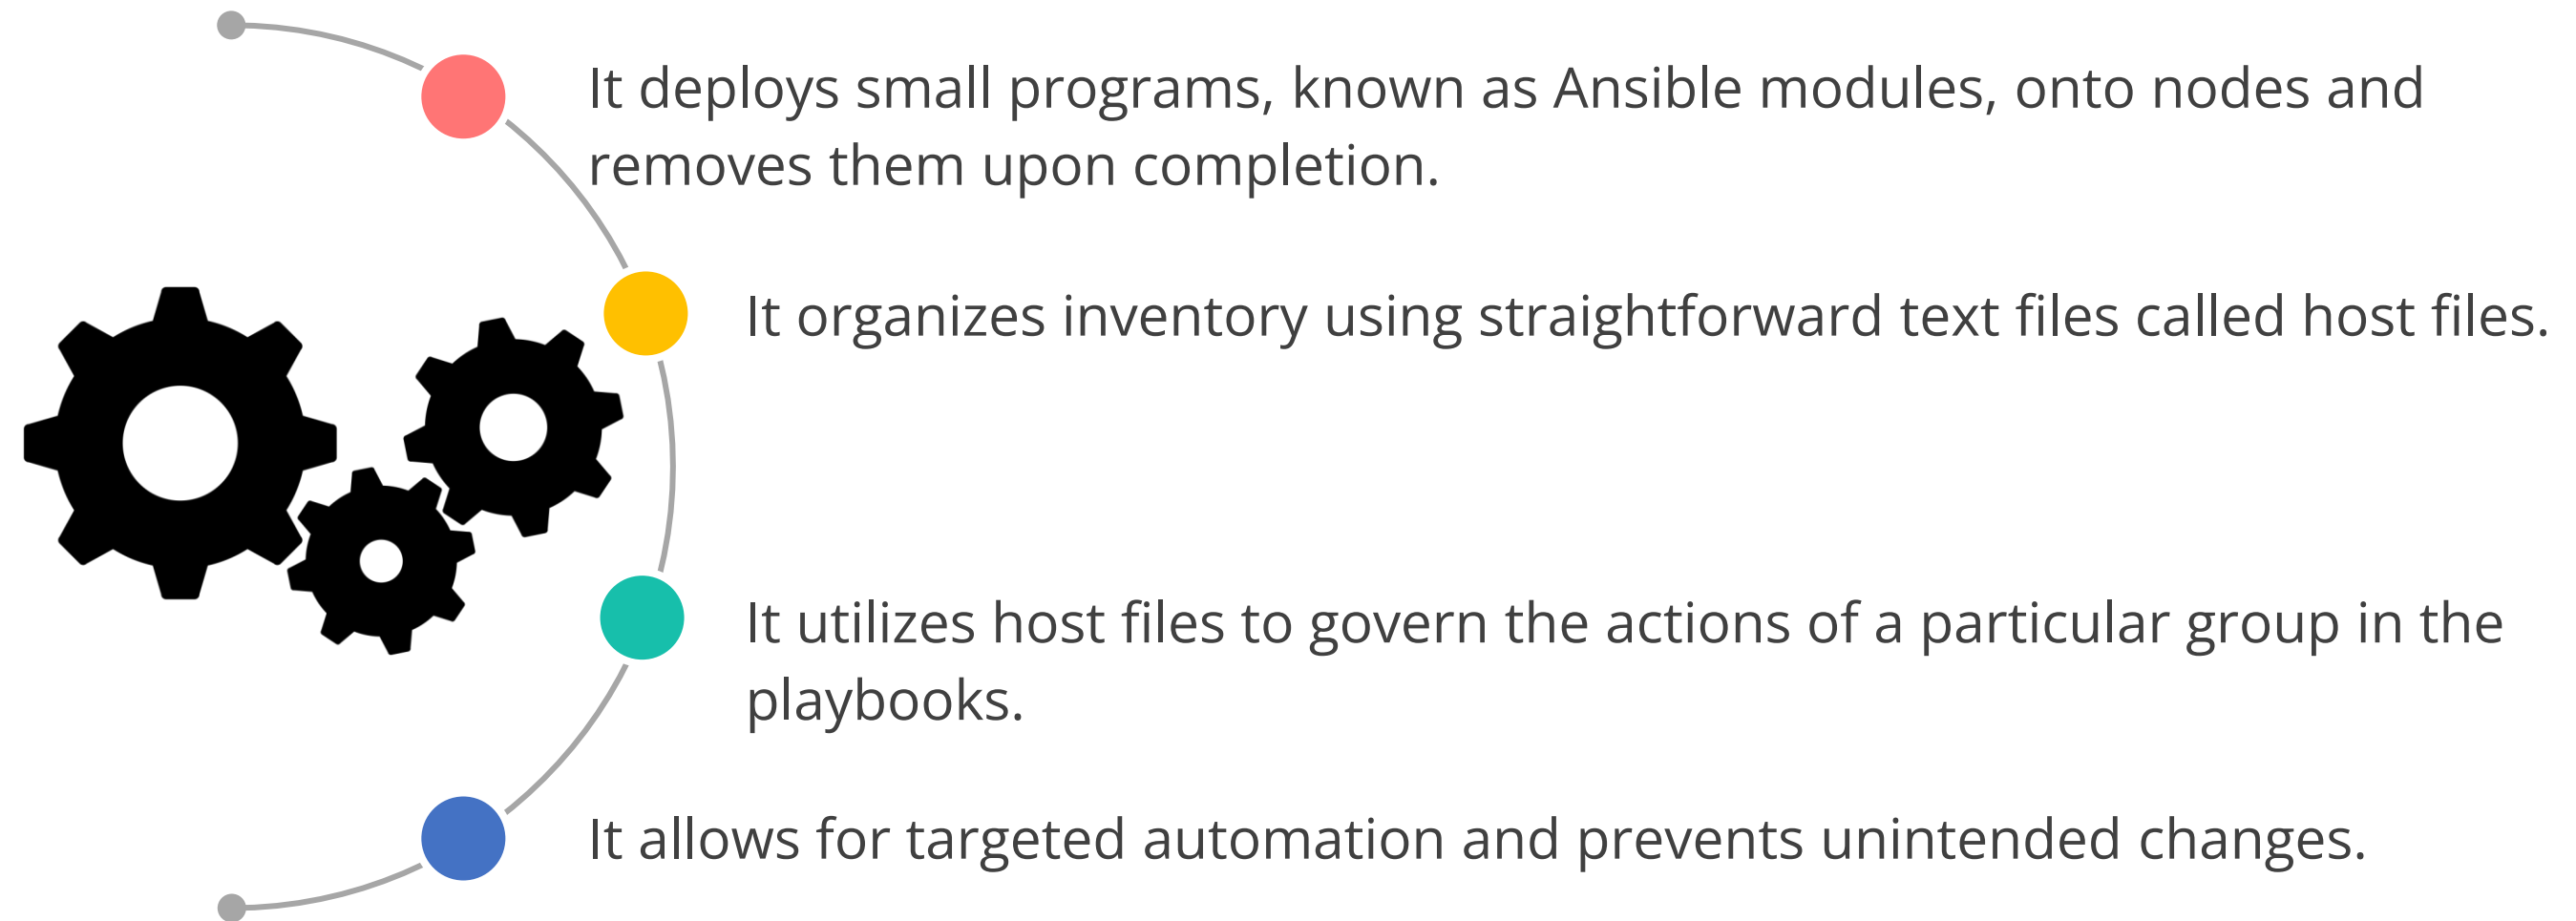 It deploys small programs, known as Ansible modules, onto nodes and
removes them upon completion.
It organizes inventory using straightforward text files called host files.
It utilizes host files to govern the actions of a particular group in the
playbooks.
It allows for targeted automation and prevents unintended changes.